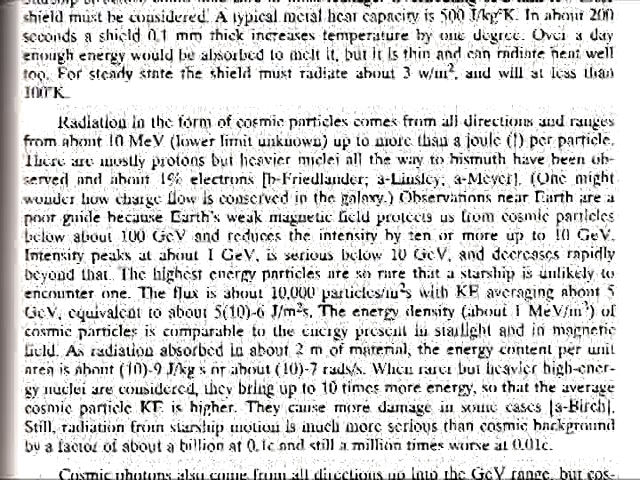 shield must be considered. A typical metal heat capacity is 500 J/kg°K. In about 200
seconds a shield 0.1 mm thick increases temperature by one degree. Over a day
enough energy would be absorbed to melt it, but it is thin and can radiate heat well
too. For steady state the shield must radiate about 3 w/m², and will at less than
100°K.
Radiation in the form of cosmic particles comes from all directions and ranges
from about 10 MeV (lower limit unknown) up to more than a joule (!) per particle.
There are mostly protons but heavier nuclei all the way to bismuth have been ob-
served and about 1% electrons [b-Friedlander; a-Linsley; a-Meyer]. (One might
wonder how charge flow is conserved in the galaxy.) Observations near Earth are a
poor guide because Earth's weak magnetic field protects us from cosmic particles
below about 100 GeV and reduces the intensity by ten or more up to 10 GeV.
Intensity peaks at about 1 GeV, is serious below 10 GeV, and decreases rapidly
beyond that. The highest energy particles are so rare that a starship is unlikely to
encounter one. The flux is about 10,000 particles/m²s with KE averaging about 5
GeV, equivalent to about 5(10)-6 J/m²s. The energy density (about 1 MeV/m³) of
cosmic particles is comparable to the energy present in starlight and in magnetic
field. As radiation absorbed in about 2 m of material, the energy content per unit
area is about (10)-9 J/kg s or about (10)-7 rads/s. When rarer but heavier high-ener-
gy nuclei are considered, they bring up to 10 times more energy, so that the average
cosmic particle KE is higher. They cause more damage in some cases [a-Birch].
Still, radiation from starship motion is much more serious than cosmic background
by a factor of about a billion at 0.1c and still a million times worse at 0.01c.
Cosmic photons also come from all directions up into the GeV range, but cos-